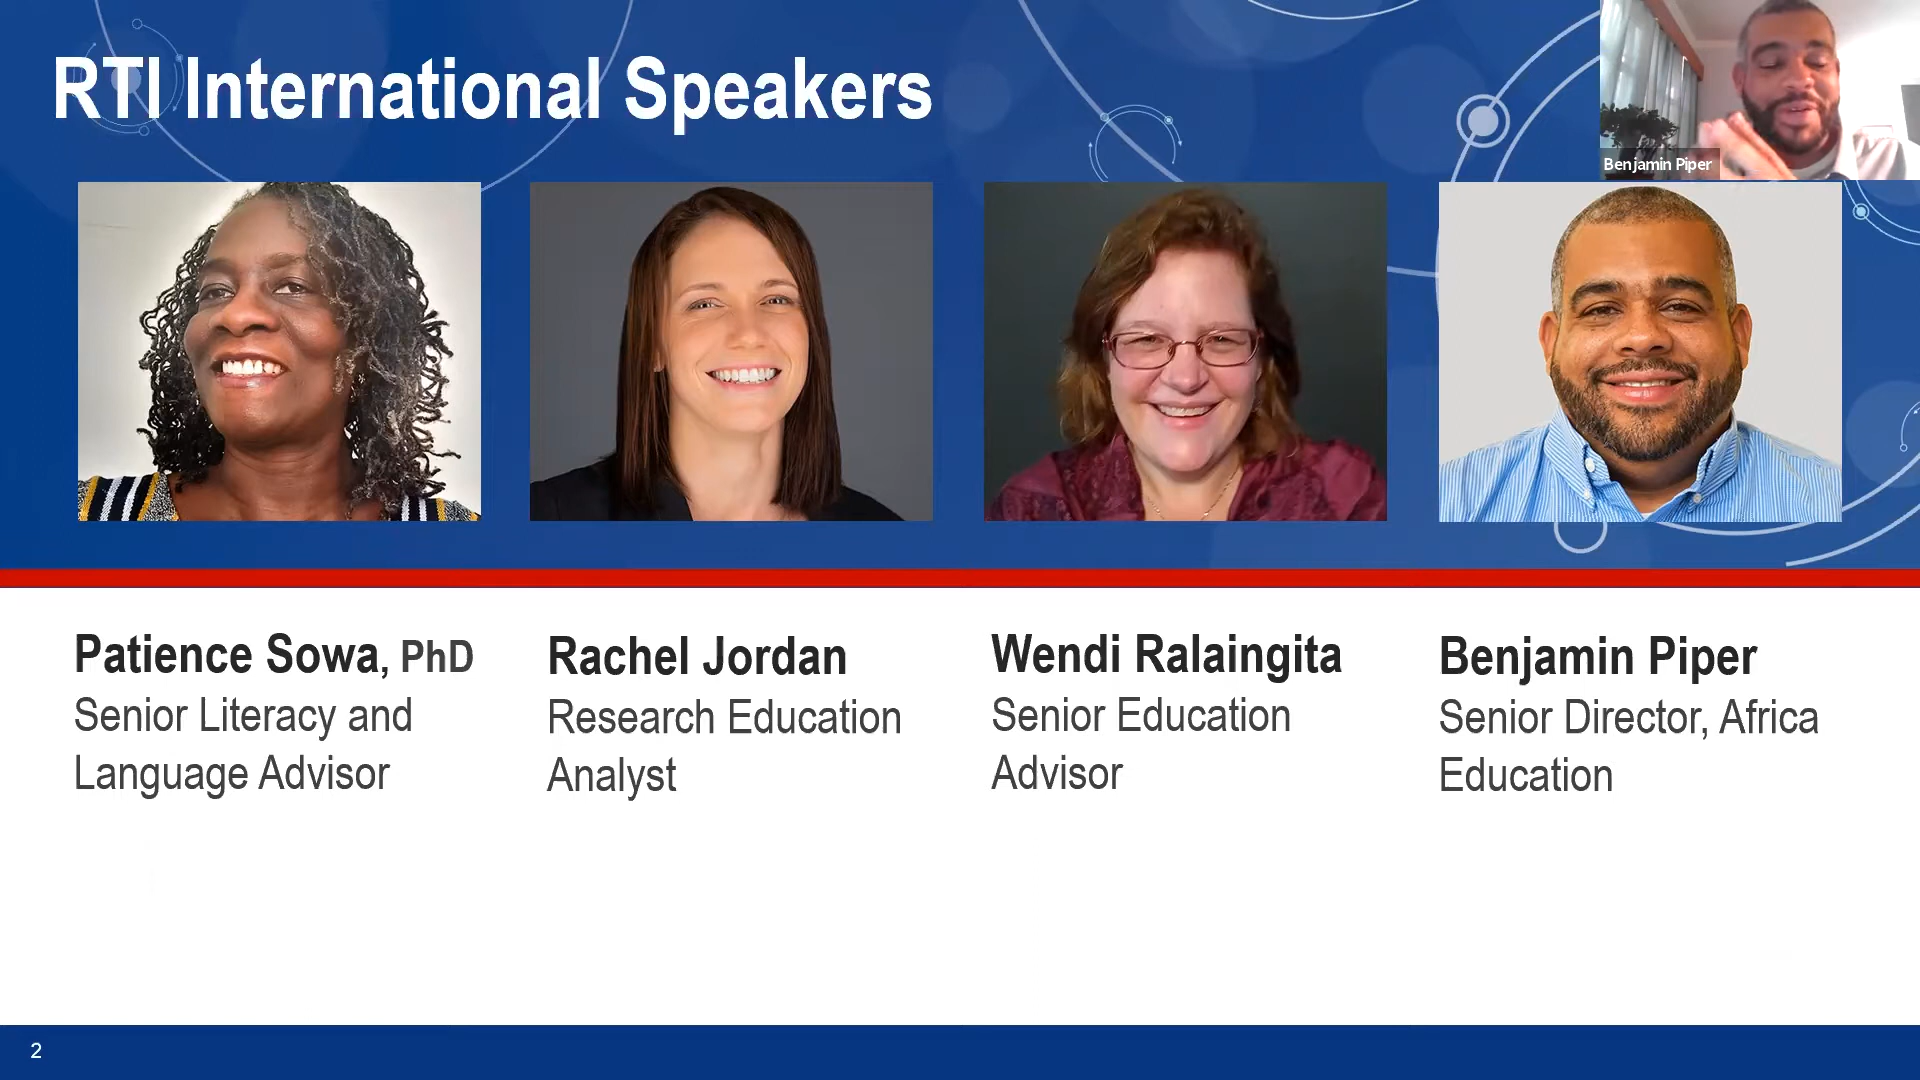 RTI International Speakers
Benjamin Piper
Patience Sowa, PhD
Senior Literacy and
Language Advisor
Rachel Jordan
Research Education
Analyst
Wendi Ralaingita
Senior Education
Advisor
Benjamin Piper
Senior Director, Africa
Education
2